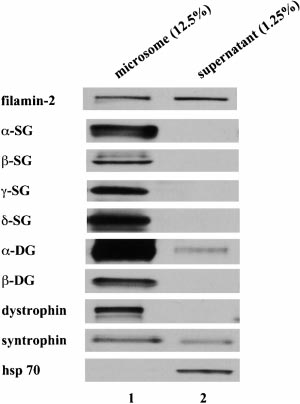 microsome (12.5%)
supernatant (1.25%)
filamin-2
α-SG
β-SG
γ-SG
δ-SG
α-DG
β-DG
dystrophin
syntrophin
hsp 70
1 2